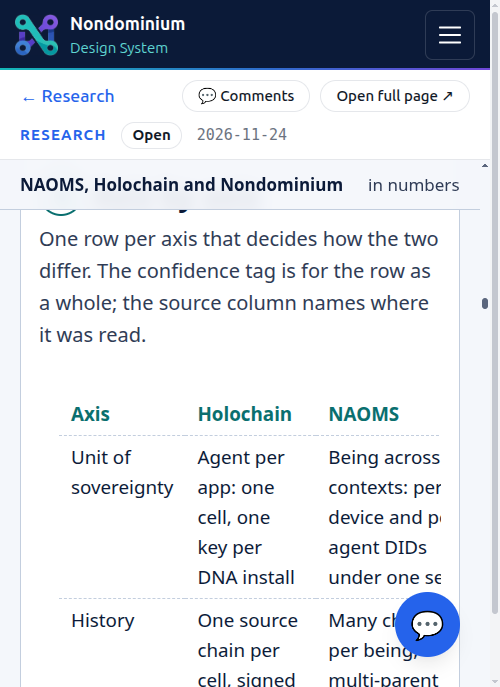 Nondominium
Design System
← Research
💬 Comments
Open full page ↗
RESEARCH
Open
2026-11-24
NAOMS, Holochain and Nondominium
in numbers
One row per axis that decides how the two
differ. The confidence tag is for the row as
a whole; the source column names where
it was read.
Axis
Holochain
NAOMS
Unit of
sovereignty
Agent per
app: one
cell, one
key per
DNA install
Being across
contexts: per
device and
agent DIDs
under one
History
One source
chain per
cell, signed
Many
per being,
multi-parent